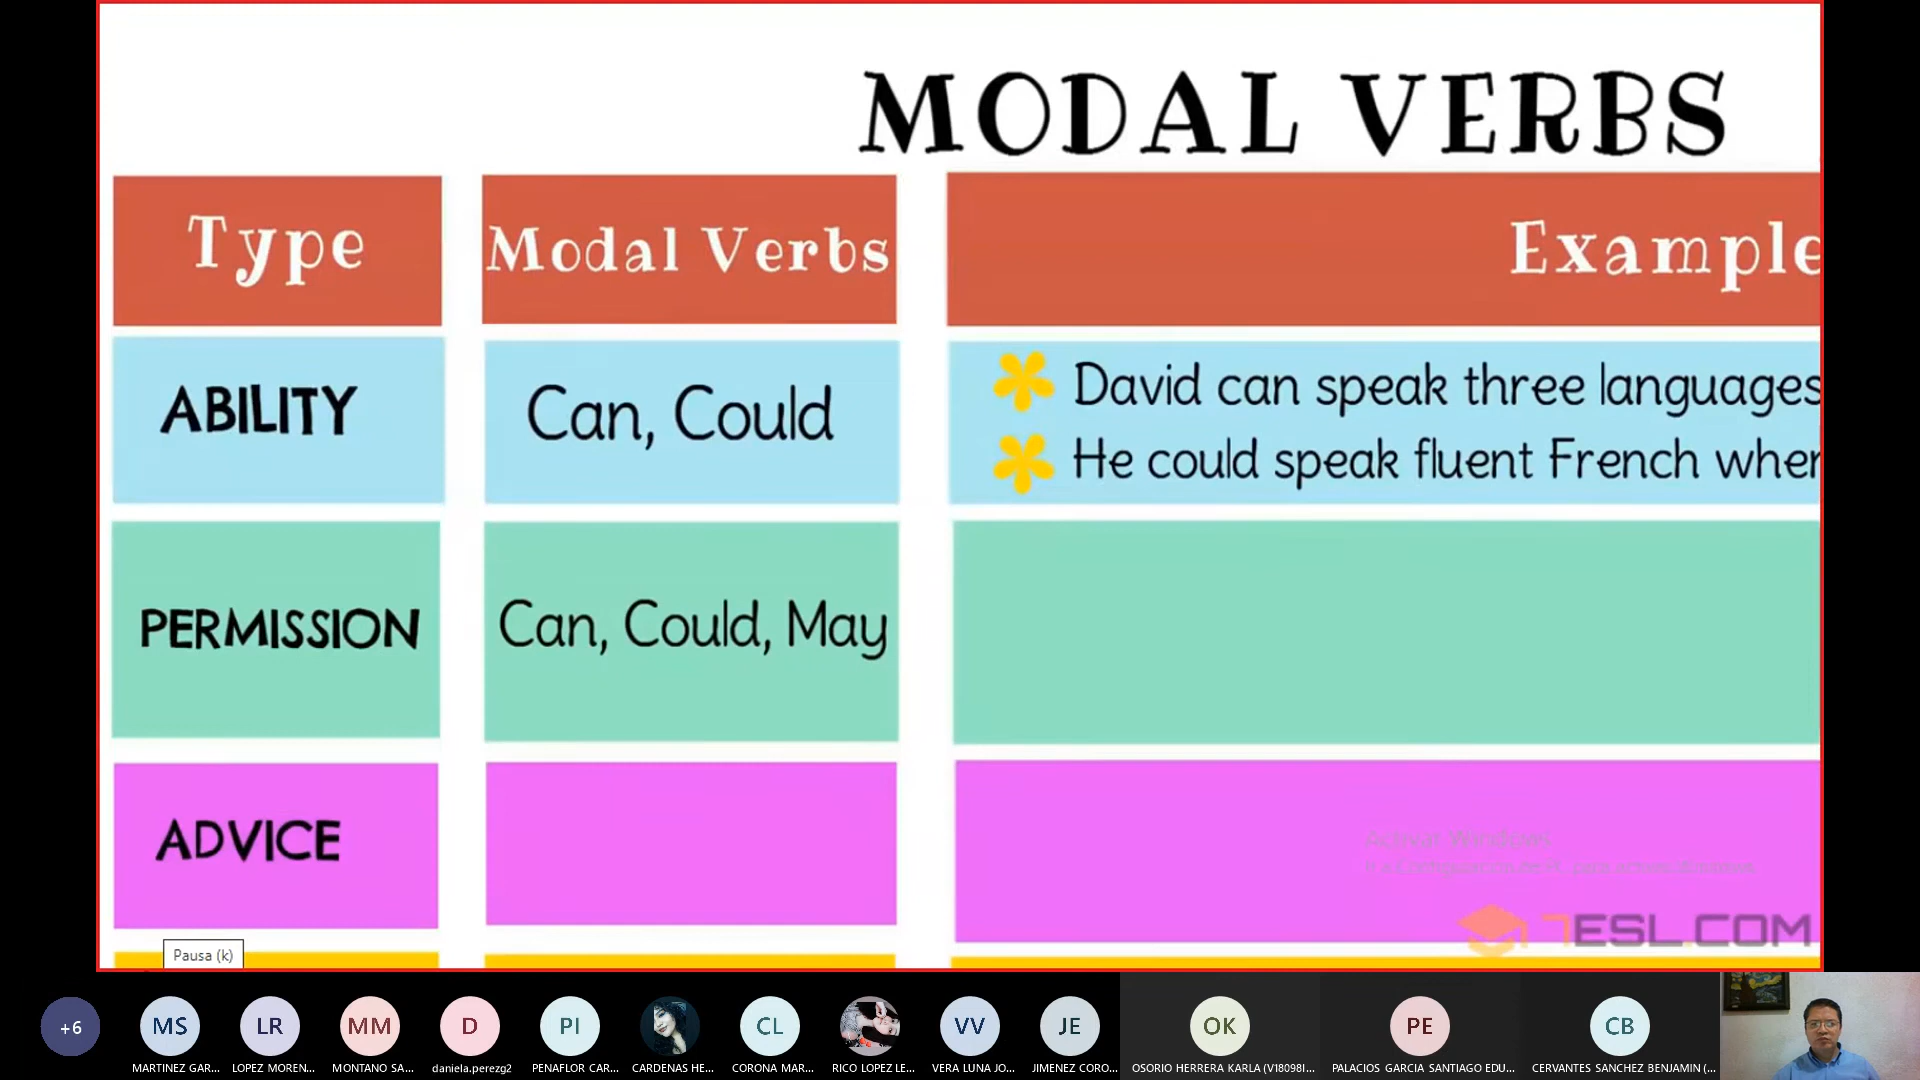 MODAL VERBS
Type
Modal Verbs
Example
ABILITY
Can, Could
David can speak three languages
He could speak fluent French when
PERMISSION
Can, Could, May
ADVICE
Activar Windows
7ESL.COM
Pausa (k)
+6
MS
LR
MM
D
PI
CL
VV
JE
OK
PE
CB
MARTINEZ GAR...
LOPEZ MOREN...
MONTANO SA...
daniela.perezg2
PENAFLOR CAR...
CARDENAS HE...
CORONA MAR...
RICO LOPEZ LE...
VERA LUNA JO...
JIMENEZ CORO...
OSORIO HERRERA KARLA (V18098I...
PALACIOS GARCIA SANTIAGO EDU...
CERVANTES SANCHEZ BENJAMIN (...